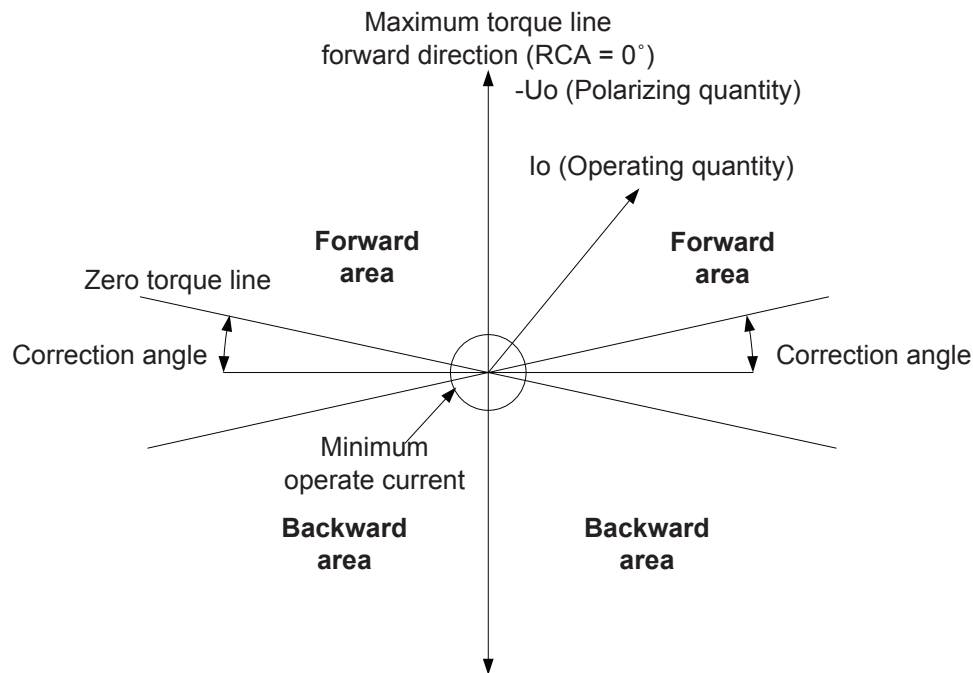 Maximum torque line
forward direction (RCA = 0˚)
-Uo (Polarizing quantity)
Io (Operating quantity)
Forward
area
Forward
area
Zero torque line
Correction angle
Correction angle
Minimum
operate current
Backward
area
Backward
area